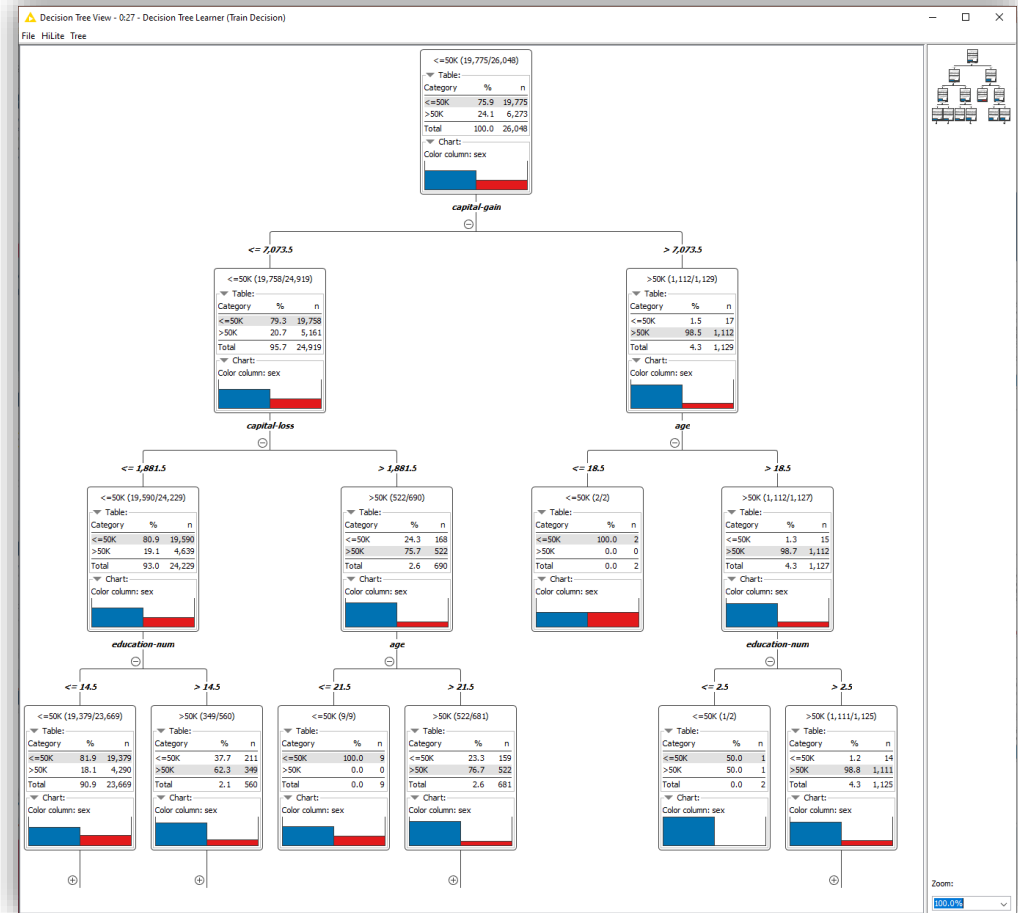 Decision Tree View - 0:27 - Decision Tree Learner (Train Decision)
File HiLite Tree
<=50K (19,775/26,048)
Table:
Category % n
<=50K 75.9 19,775
>50K 24.1 6,273
Total 100.0 26,048
Chart:
Color column: sex
capital-gain
<= 7,073.5
> 7,073.5
<=50K (19,758/24,919)
Table:
Category % n
<=50K 79.3 19,758
>50K 20.7 5,161
Total 95.7 24,919
Chart:
Color column: sex
capital-loss
>50K (1,112/1,129)
Table:
Category % n
<=50K 1.5 17
>50K 98.5 1,112
Total 4.3 1,129
Chart:
Color column: sex
age
<= 1,881.5
> 1,881.5
<= 18.5
> 18.5
<=50K (19,590/24,229)
Table:
Category % n
<=50K 80.9 19,590
>50K 19.1 4,639
Total 93.0 24,229
Chart:
Color column: sex
education-num
>50K (522/690)
Table:
Category % n
<=50K 24.3 168
>50K 75.7 522
Total 2.6 690
Chart:
Color column: sex
age
<=50K (2/2)
Table:
Category % n
<=50K 100.0 2
>50K 0.0 0
Total 0.0 2
Chart:
Color column: sex
>50K (1,112/1,127)
Table:
Category % n
<=50K 1.3 15
>50K 98.7 1,112
Total 4.3 1,127
Chart:
Color column: sex
education-num
<= 14.5
> 14.5
<= 21.5
> 21.5
<= 2.5
> 2.5
<=50K (19,379/23,669)
Table:
Category % n
<=50K 81.9 19,379
>50K 18.1 4,290
Total 90.9 23,669
Chart:
Color column: sex
>50K (349/560)
Table:
Category % n
<=50K 37.7 211
>50K 62.3 349
Total 2.1 560
Chart:
Color column: sex
<=50K (9/9)
Table:
Category % n
<=50K 100.0 9
>50K 0.0 0
Total 0.0 9
Chart:
Color column: sex
>50K (522/681)
Table:
Category % n
<=50K 23.3 159
>50K 76.7 522
Total 2.6 681
Chart:
Color column: sex
<=50K (1/2)
Table:
Category % n
<=50K 50.0 1
>50K 50.0 1
Total 0.0 2
Chart:
Color column: sex
>50K (1,111/1,125)
Table:
Category % n
<=50K 1.2 14
>50K 98.8 1,111
Total 4.3 1,125
Chart:
Color column: sex
Zoom:
100.0%